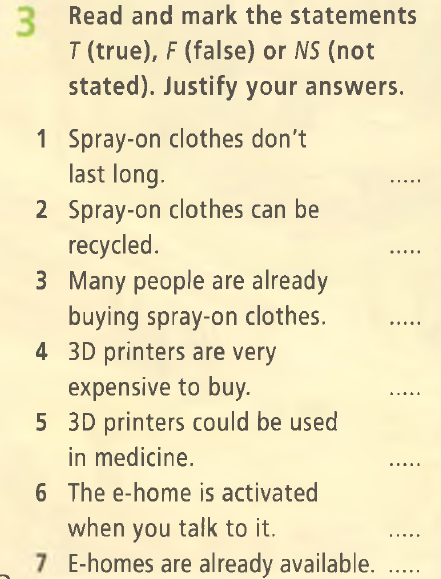 3 Read and mark the statements
T (true), F (false) or NS (not
stated). Justify your answers.
1 Spray-on clothes don't
last long. .....
2 Spray-on clothes can be
recycled. .....
3 Many people are already
buying spray-on clothes. .....
4 3D printers are very
expensive to buy. .....
5 3D printers could be used
in medicine. .....
6 The e-home is activated
when you talk to it. .....
7 E-homes are already available. .....